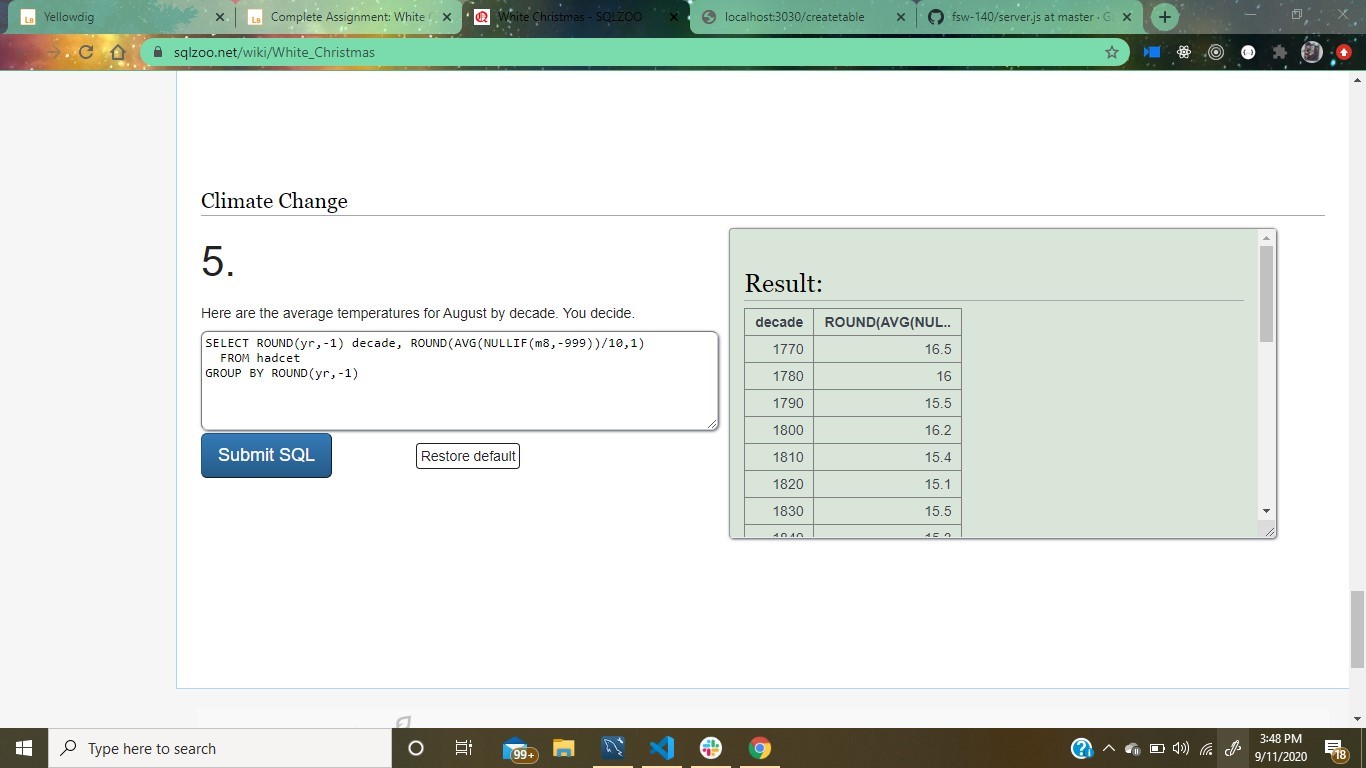 Yellowdig
Complete Assignment: White
White Christmas - SQLZOO
localhost:3030/createtable
fsw-140/server.js at master · G
sqlzoo.net/wiki/White_Christmas
Climate Change
5.
Here are the average temperatures for August by decade. You decide.
SELECT ROUND(yr,-1) decade, ROUND(AVG(NULLIF(m8,-999))/10,1)
FROM hadcet
GROUP BY ROUND(yr,-1)
Submit SQL
Restore default
Result:
decade ROUND(AVG(NUL..
1770 16.5
1780 16
1790 15.5
1800 16.2
1810 15.4
1820 15.1
1830 15.5
Type here to search
99+
3:48 PM
9/11/2020
18